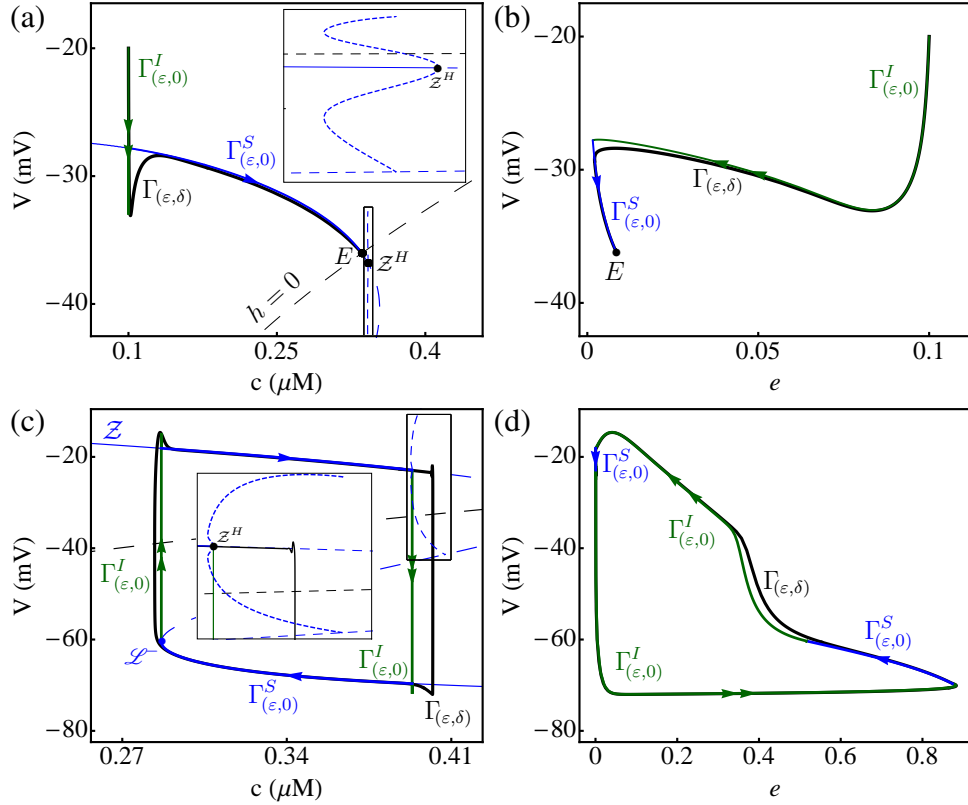 (a)
−20
−30
−40
V (mV)
0.1
0.25
0.4
c (μM)
Γ^I_(ε,0)
Γ^S_(ε,0)
Γ_(ε,δ)
E
𝒵^H
h = 0
𝒵^H
(b)
−20
−30
−40
V (mV)
0
0.05
0.1
e
Γ^I_(ε,0)
Γ_(ε,δ)
Γ^S_(ε,0)
E
(c)
𝒵
−20
−40
−60
−80
V (mV)
0.27
0.34
0.41
c (μM)
𝒵^H
Γ^I_(ε,0)
Γ^I_(ε,0)
ℒ^−
Γ^S_(ε,0)
Γ_(ε,δ)
(d)
−20
−40
−60
−80
V (mV)
0
0.2
0.4
0.6
0.8
e
Γ^S_(ε,0)
Γ^I_(ε,0)
Γ_(ε,δ)
Γ^S_(ε,0)
Γ^I_(ε,0)